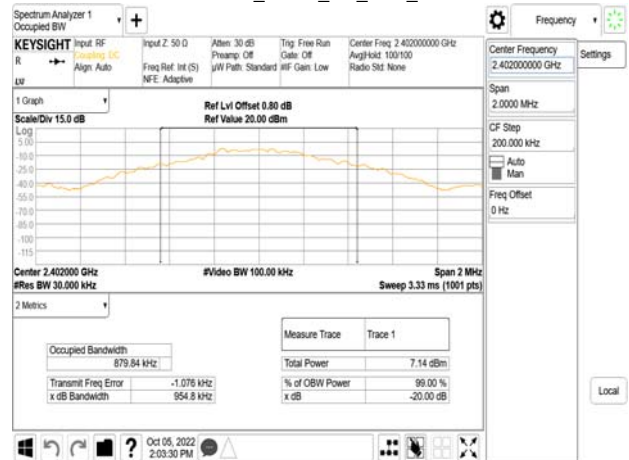 Spectrum Analyzer 1
Occupied BW
Frequency
KEYSIGHT Input: RF Input Z: 50 Ω Atten: 30 dB Trig: Free Run Center Freq: 2.402000000 GHz
R Coupling: DC Preamp: Off Gate: Off Avg|Hold: 100/100
Align: Auto Freq Ref: Int (S) µW Path: Standard #IF Gain: Low Radio Std: None
LV NFE: Adaptive
Center Frequency
2.402000000 GHz
Settings
Span
2.0000 MHz
CF Step
200.000 kHz
Auto
Man
Freq Offset
0 Hz
Local
1 Graph
Ref Lvl Offset 0.80 dB
Scale/Div 15.0 dB Ref Value 20.00 dBm
Log
5.00
-10.0
-25.0
-40.0
-55.0
-70.0
-85.0
-100
-115
Center 2.402000 GHz #Video BW 100.00 kHz Span 2 MHz
#Res BW 30.000 kHz Sweep 3.33 ms (1001 pts)
2 Metrics
Measure Trace Trace 1
Occupied Bandwidth
879.84 kHz
Total Power 7.14 dBm
Transmit Freq Error -1.076 kHz % of OBW Power 99.00 %
x dB Bandwidth 954.8 kHz x dB -20.00 dB
Oct 05, 2022
2:03:30 PM